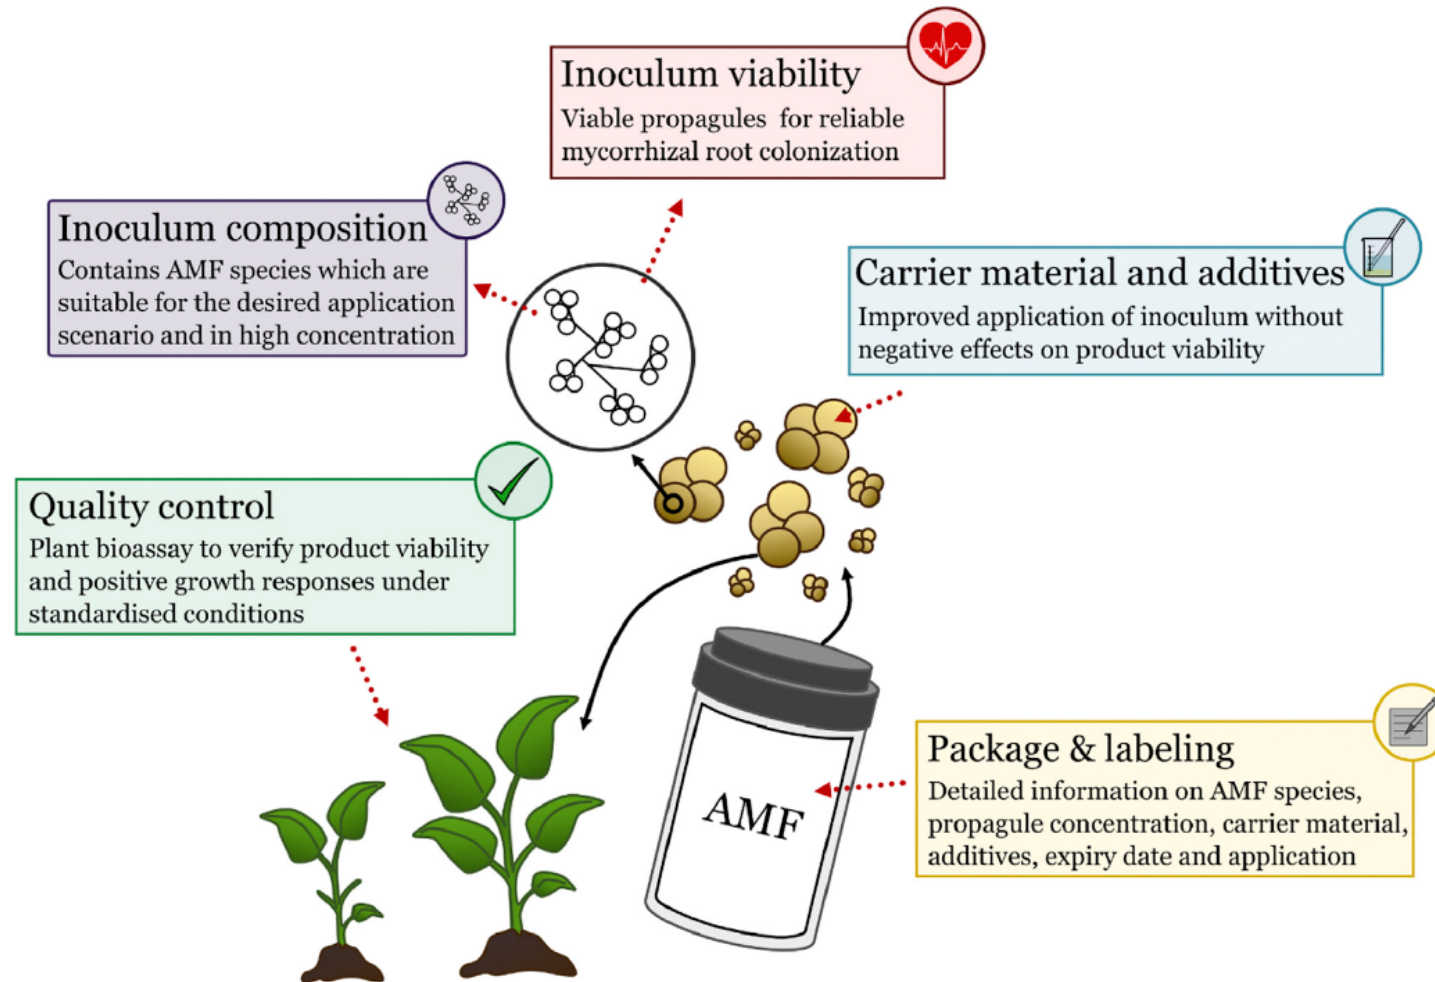 Inoculum viability
Viable propagules for reliable
mycorrhizal root colonization
Inoculum composition
Contains AMF species which are
suitable for the desired application
scenario and in high concentration
Carrier material and additives
Improved application of inoculum without
negative effects on product viability
Quality control
Plant bioassay to verify product viability
and positive growth responses under
standardised conditions
Package & labeling
Detailed information on AMF species,
propagule concentration, carrier material,
additives, expiry date and application
AMF